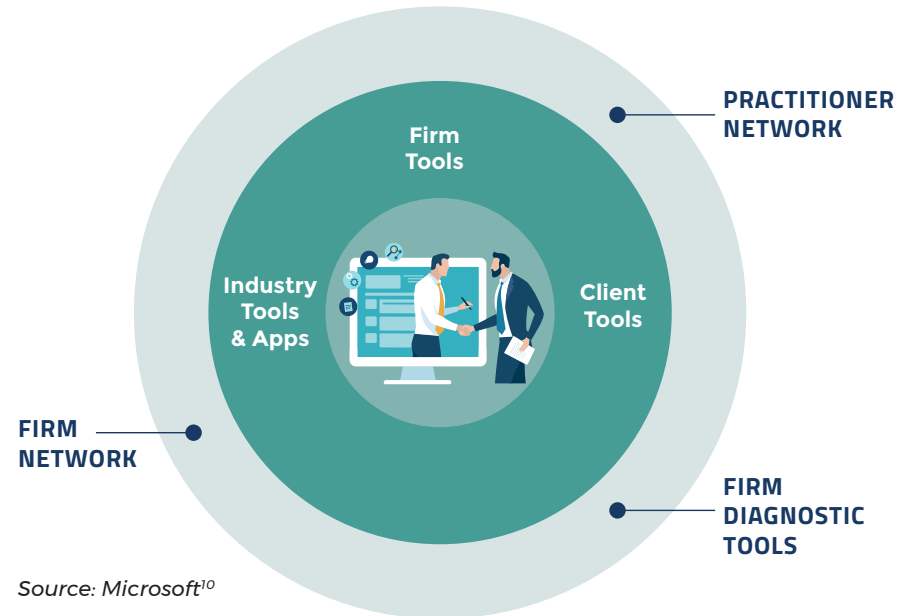 PRACTITIONER
NETWORK
Firm
Tools
Industry
Tools
& Apps
Client
Tools
FIRM
NETWORK
FIRM
DIAGNOSTIC
TOOLS
Source: Microsoft¹⁰